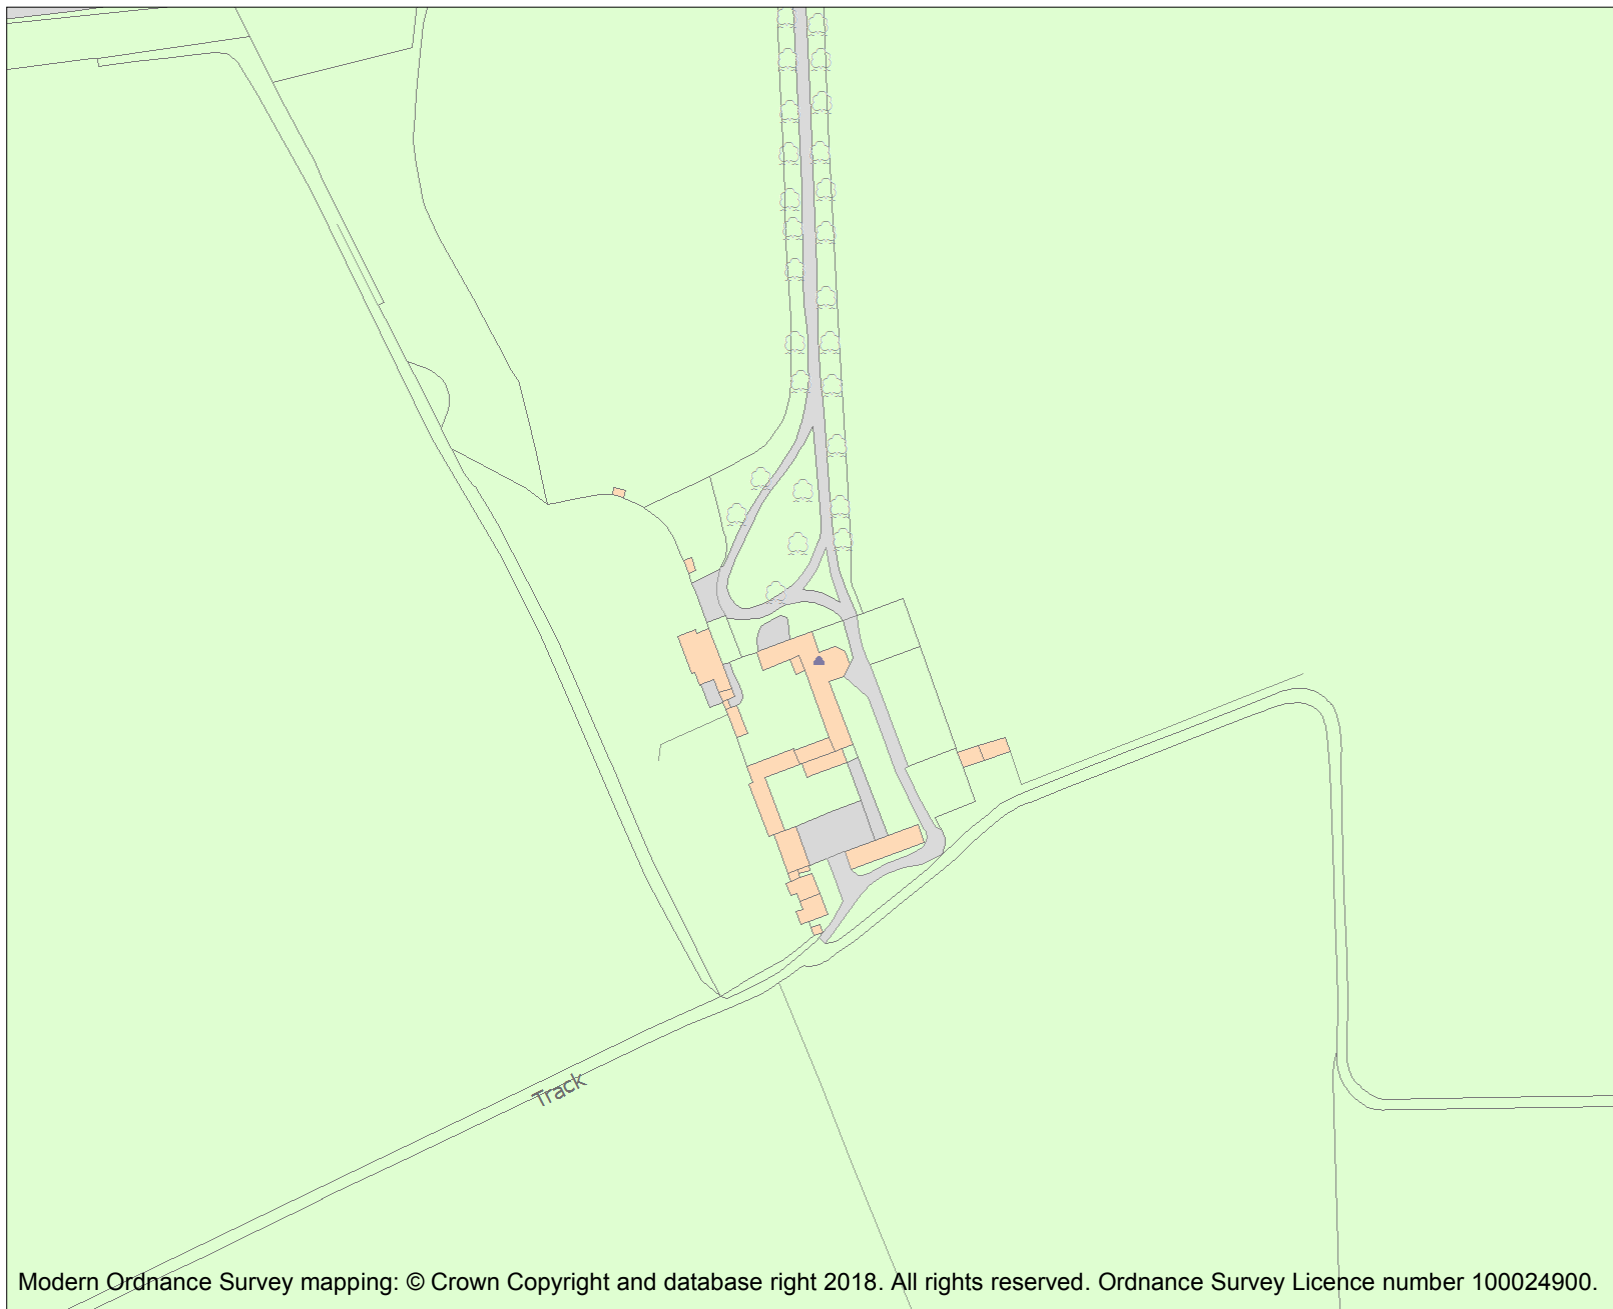 Track
Modern Ordnance Survey mapping: © Crown Copyright and database right 2018. All rights reserved. Ordnance Survey Licence number 100024900.